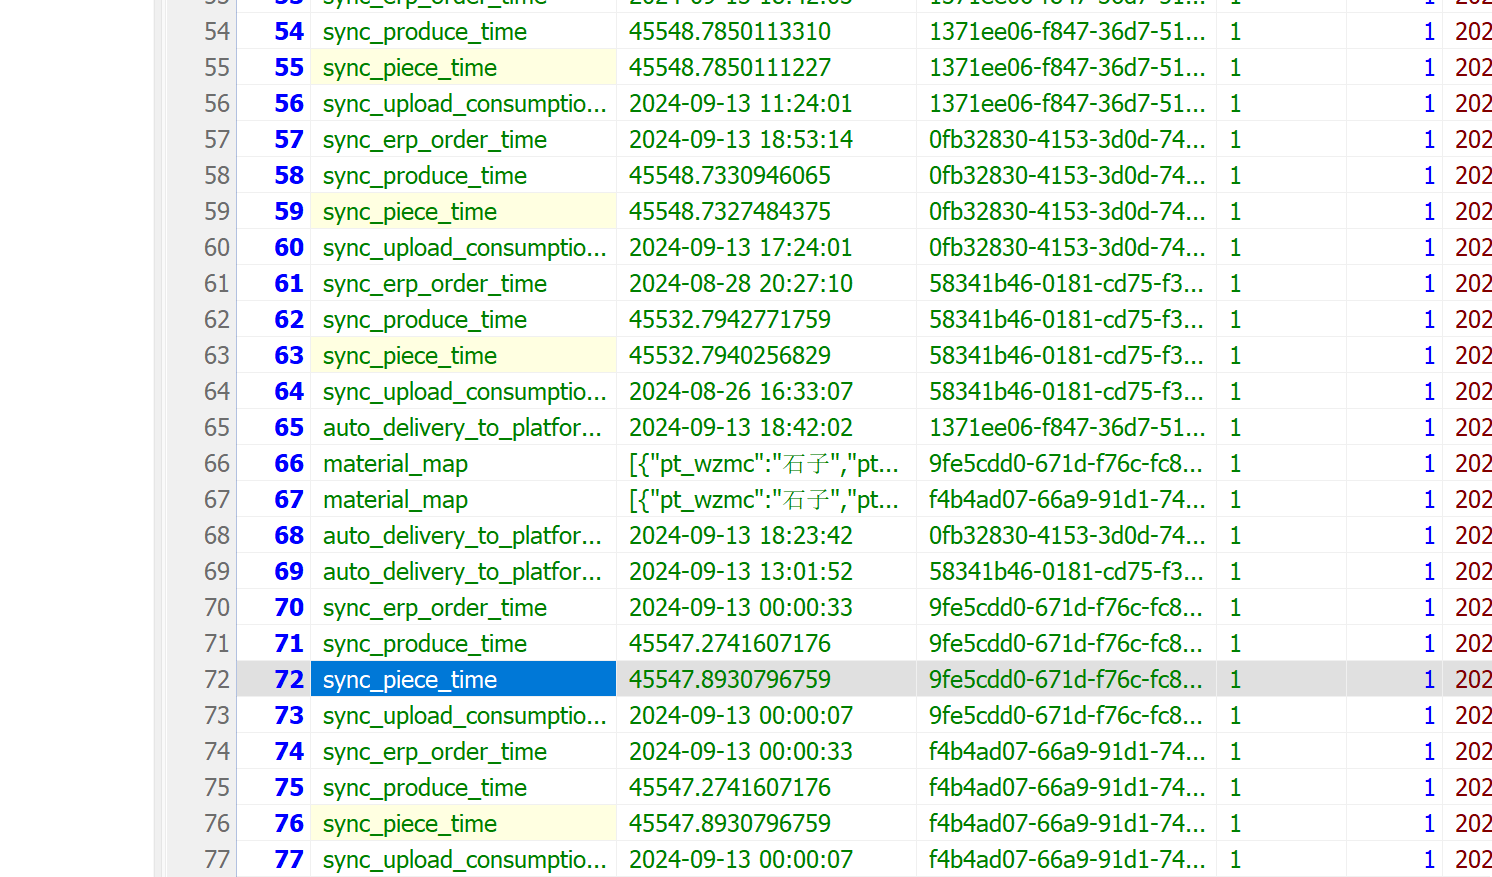 54 54 sync_produce_time 45548.7850113310 1371ee06-f847-36d7-51... 1 1 202
55 55 sync_piece_time 45548.7850111227 1371ee06-f847-36d7-51... 1 1 202
56 56 sync_upload_consumptio... 2024-09-13 11:24:01 1371ee06-f847-36d7-51... 1 1 202
57 57 sync_erp_order_time 2024-09-13 18:53:14 0fb32830-4153-3d0d-74... 1 1 202
58 58 sync_produce_time 45548.7330946065 0fb32830-4153-3d0d-74... 1 1 202
59 59 sync_piece_time 45548.7327484375 0fb32830-4153-3d0d-74... 1 1 202
60 60 sync_upload_consumptio... 2024-09-13 17:24:01 0fb32830-4153-3d0d-74... 1 1 202
61 61 sync_erp_order_time 2024-08-28 20:27:10 58341b46-0181-cd75-f3... 1 1 202
62 62 sync_produce_time 45532.7942771759 58341b46-0181-cd75-f3... 1 1 202
63 63 sync_piece_time 45532.7940256829 58341b46-0181-cd75-f3... 1 1 202
64 64 sync_upload_consumptio... 2024-08-26 16:33:07 58341b46-0181-cd75-f3... 1 1 202
65 65 auto_delivery_to_platfor... 2024-09-13 18:42:02 1371ee06-f847-36d7-51... 1 1 202
66 66 material_map [{"pt_wzmc":"石子","pt... 9fe5cdd0-671d-f76c-fc8... 1 1 202
67 67 material_map [{"pt_wzmc":"石子","pt... f4b4ad07-66a9-91d1-74... 1 1 202
68 68 auto_delivery_to_platfor... 2024-09-13 18:23:42 0fb32830-4153-3d0d-74... 1 1 202
69 69 auto_delivery_to_platfor... 2024-09-13 13:01:52 58341b46-0181-cd75-f3... 1 1 202
70 70 sync_erp_order_time 2024-09-13 00:00:33 9fe5cdd0-671d-f76c-fc8... 1 1 202
71 71 sync_produce_time 45547.2741607176 9fe5cdd0-671d-f76c-fc8... 1 1 202
72 72 sync_piece_time 45547.8930796759 9fe5cdd0-671d-f76c-fc8... 1 1 202
73 73 sync_upload_consumptio... 2024-09-13 00:00:07 9fe5cdd0-671d-f76c-fc8... 1 1 202
74 74 sync_erp_order_time 2024-09-13 00:00:33 f4b4ad07-66a9-91d1-74... 1 1 202
75 75 sync_produce_time 45547.2741607176 f4b4ad07-66a9-91d1-74... 1 1 202
76 76 sync_piece_time 45547.8930796759 f4b4ad07-66a9-91d1-74... 1 1 202
77 77 sync_upload_consumptio... 2024-09-13 00:00:07 f4b4ad07-66a9-91d1-74... 1 1 202